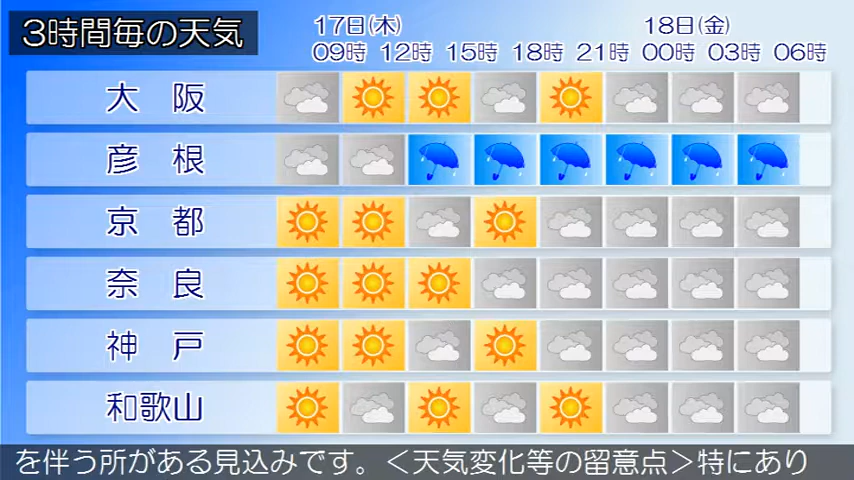 3時間毎の天気
17日(木) 18日(金)
09時 12時 15時 18時 21時 00時 03時 06時
大 阪
彦 根
京 都
奈 良
神 戸
和歌山
を伴う所がある見込みです。＜天気変化等の留意点＞特にあり